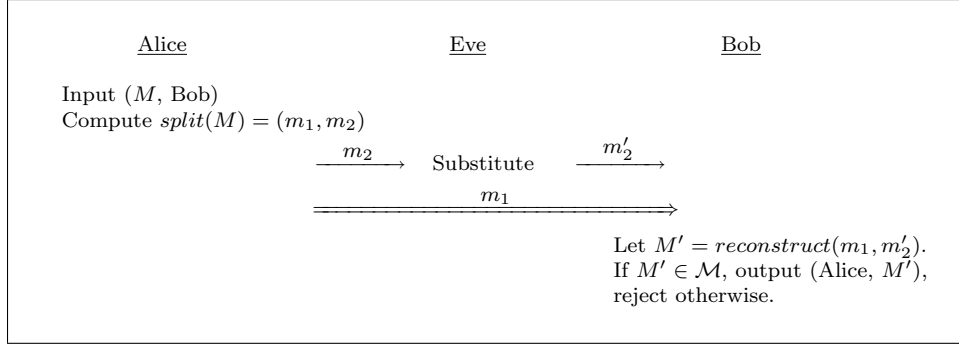 Alice Eve Bob
Input (M, Bob)
Compute split(M) = (m₁, m₂)
m₂ Substitute m′₂
m₁
Let M′ = reconstruct(m₁, m′₂).
If M′ ∈ ℳ, output (Alice, M′),
reject otherwise.